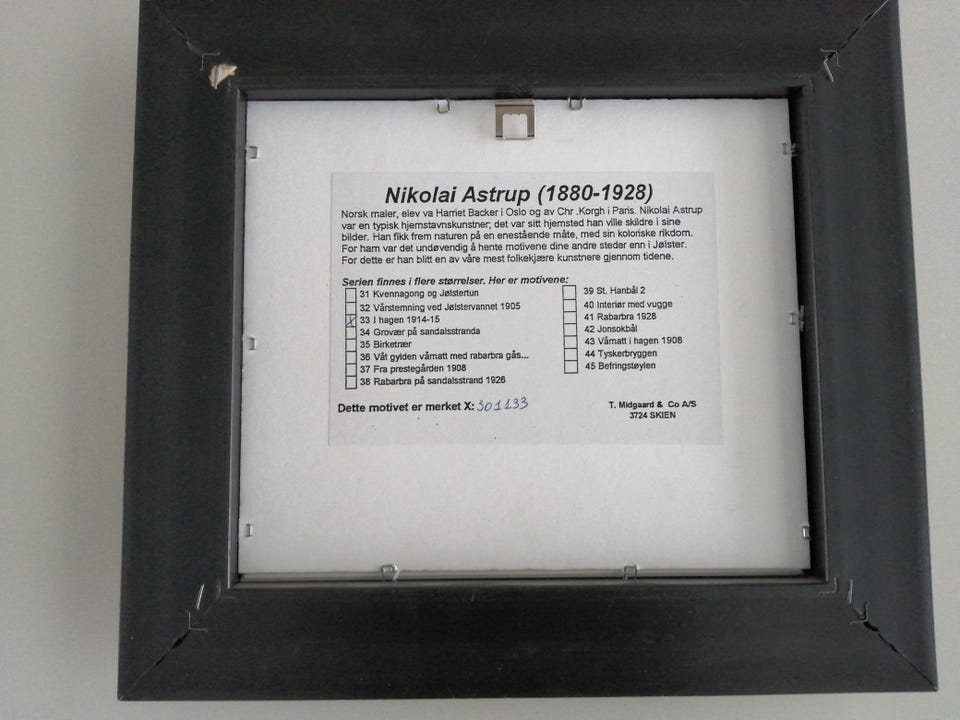 Nikolai Astrup (1880-1928)
Norsk maler, elev va Harriet Backer i Oslo og av Chr .Korgh i Paris. Nikolai Astrup
var en typisk hjemstavnskunstner, det var sitt hjemsted han ville skildre i sine
bilder. Han fikk frem naturen på en enestående måte, med sin koloriske rikdom.
For ham var det undøvendig å hente motivene dine andre steder enn i Jølster.
For dette er han blitt en av våre mest folkekjære kunstnere gjennom tidene.
Serien finnes i flere størrelser. Her er motivene:
31 Kvennagong og Jølstertun
32 Vårstemning ved Jølstervannet 1905
X 33 I hagen 1914-15
34 Grovær på sandalsstranda
35 Birketrær
36 Våt gylden våmatt med rabarbra gås...
37 Fra prestegården 1908
38 Rabarbra på sandalsstrand 1926
39 St. Hanbål 2
40 Interiør med vugge
41 Rabarbra 1928
42 Jonsokbål
43 Vårnatt i hagen 1908
44 Tyskerbryggen
45 Befringstøylen
Dette motivet er merket X: 301133
T. Midgaard & Co A/S
3724 SKIEN